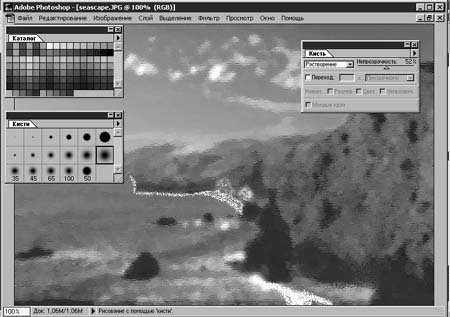 Adobe Photoshop - [seascape.JPG @ 100% (RGB)]
Файл Редактирование Изображение Слой Выделение Фильтр Просмотр Окно Помощь
Каталог
Кисть
Растворение Непрозрачность: 52 %
Переход:
Размер Цвет
Мокрые края
Кисти
35 45 65 100 50
100% Док: 1,06M/1,06M Рисование с помощью 'кисти'.